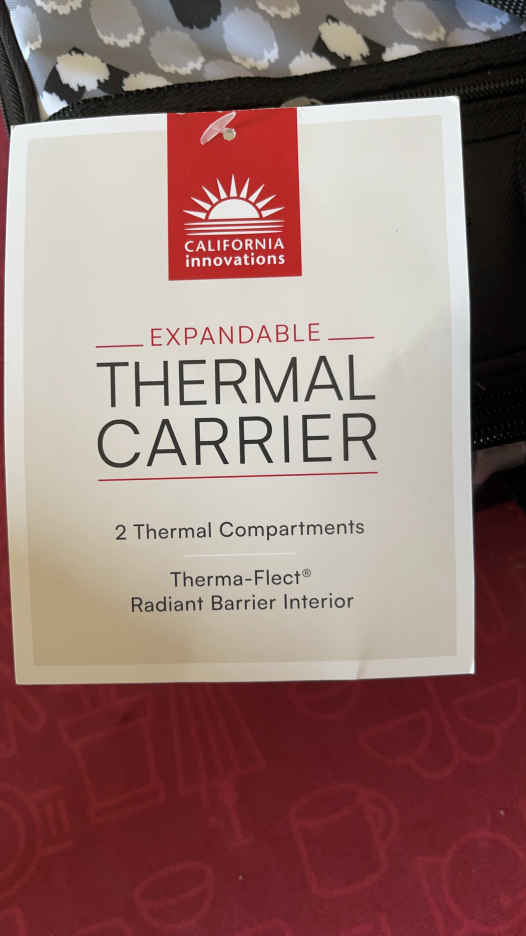 CALIFORNIA
innovations
EXPANDABLE
THERMAL
CARRIER
2 Thermal Compartments
Therma-Flect®
Radiant Barrier Interior